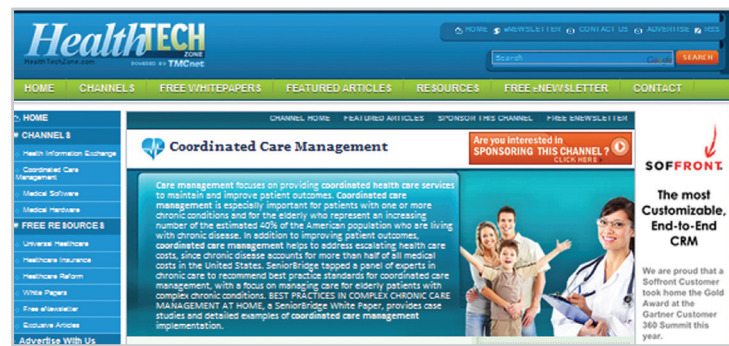 HOME eNEWSLETTER CONTACT US ADVERTISE RSS
HealthTECH
ZONE
HealthTechZone.com POWERED BY TMCnet
Search Google SEARCH
HOME CHANNELS FREE WHITEPAPERS FEATURED ARTICLES RESOURCES FREE eNEWSLETTER CONTACT
HOME
CHANNELS
Health Information Exchange
Coordinated Care
Management
Medical Software
Medical Hardware
FREE RESOURCES
Universal Healthcare
Healthcare Insurance
Healthcare Reform
White Papers
Free eNewsletter
Exclusive Articles
Advertise With Us
CHANNEL HOME FEATURED ARTICLES SPONSOR THIS CHANNEL FREE ENEWSLETTER
Coordinated Care Management
Are you interested in
SPONSORING THIS CHANNEL?
CLICK HERE
Care management focuses on providing coordinated health care services
to maintain and improve patient outcomes. Coordinated care
management is especially important for patients with one or more
chronic conditions and for the elderly who represent an increasing
number of the estimated 40% of the American population who are living
with chronic disease. In addition to improving patient outcomes,
coordinated care management helps to address escalating health care
costs, since chronic disease accounts for more than half of all medical
costs in the United States. SeniorBridge tapped a panel of experts in
chronic care to recommend best practice standards for coordinated care
management, with a focus on managing care for elderly patients with
complex chronic conditions. BEST PRACTICES IN COMPLEX CHRONIC CARE
MANAGEMENT AT HOME, a SeniorBridge White Paper, provides case
studies and detailed examples of coordinated care management
implementation.
SOFFRONT
The most
Customizable,
End-to-End
CRM
We are proud that a
Soffront Customer
took home the Gold
Award at the
Gartner Customer
360 Summit this
year.